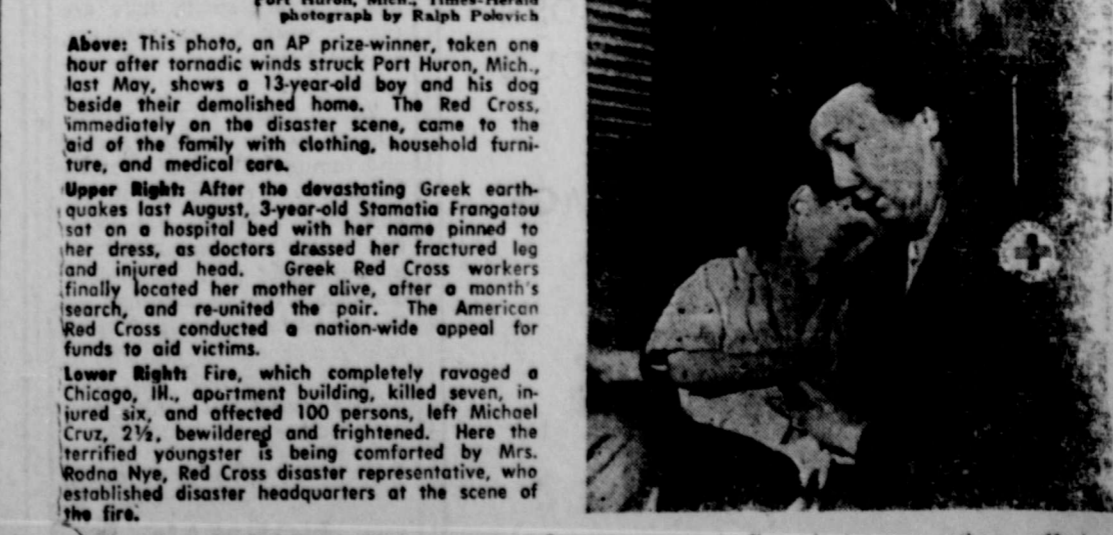 Port Huron, Mich., Times-Herald
photograph by Ralph Polovich
Above: This photo, an AP prize-winner, taken one
hour after tornadic winds struck Port Huron, Mich.,
last May, shows a 13-year-old boy and his dog
beside their demolished home. The Red Cross,
immediately on the disaster scene, came to the
aid of the family with clothing, household furni-
ture, and medical care.
Upper Right: After the devastating Greek earth-
quakes last August, 3-year-old Stamatia Frangatou
sat on a hospital bed with her name pinned to
her dress, as doctors drassed her fractured leg
and injured head. Greek Red Cross workers
finally located her mother alive, after a month's
search, and re-united the pair. The American
Red Cross conducted a nation-wide appeal for
funds to aid victims.
Lower Right: Fire, which completely ravaged a
Chicago, Ill., apartment building, killed seven, in-
jured six, and affected 100 persons, left Michael
Cruz, 2½, bewildered and frightened. Here the
terrified youngster is being comforted by Mrs.
Rodna Nye, Red Cross disaster representative, who
established disaster headquarters at the scene of
the fire.